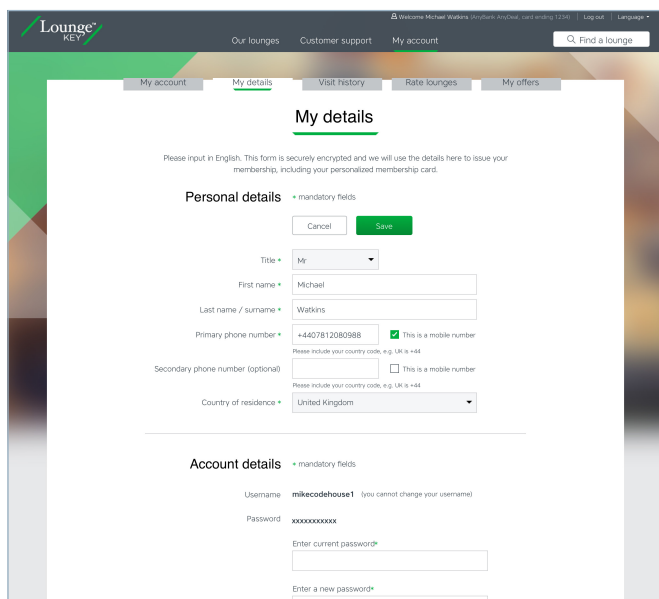 Lounge™
KEY
Welcome Michael Watkins (AnyBank AnyDeal, card ending 1234) Log out Language
Our lounges Customer support My account Find a lounge
My account My details Visit history Rate lounges My offers
My details
Please input in English. This form is securely encrypted and we will use the details here to issue your
membership, including your personalized membership card.
Personal details * mandatory fields
Cancel Save
Title * Mr
First name * Michael
Last name / surname * Watkins
Primary phone number * +4407812080988 This is a mobile number
Please include your country code, e.g. UK is +44
Secondary phone number (optional) This is a mobile number
Please include your country code, e.g. UK is +44
Country of residence * United Kingdom
Account details * mandatory fields
Username mikecodehouse1 (you cannot change your username)
Password xxxxxxxxxxx
Enter current password*
Enter a new password*